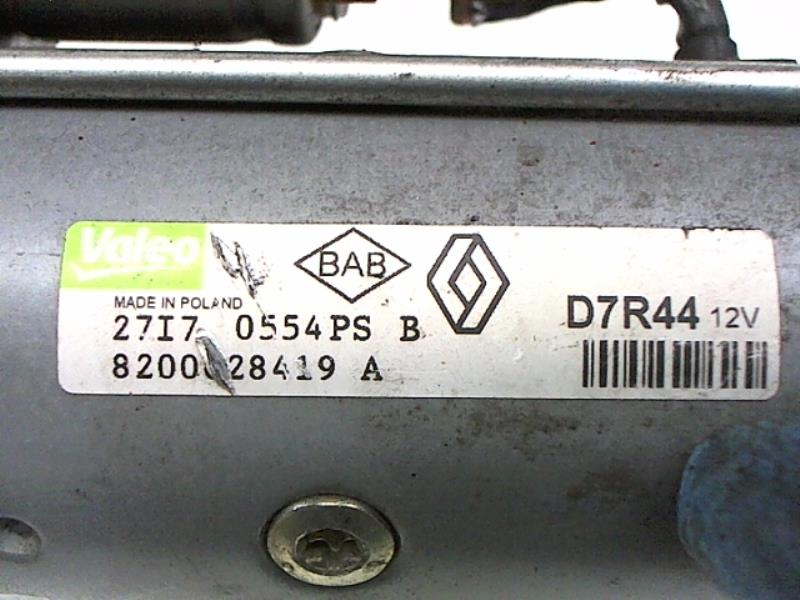 Valeo
BAB
MADE IN POLAND
27I7 0554PS B
D7R44 12V
A